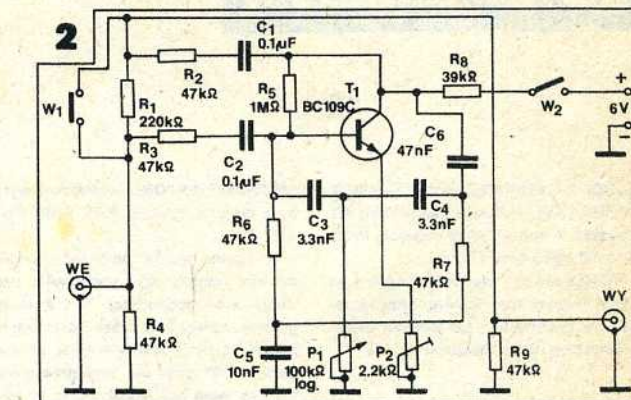 2
C1
0.1µF
R2
47kΩ
R5
1MΩ
T1
BC109C
R8
39kΩ
W2
+
6V
–
W1
R1
220kΩ
R3
47kΩ
C2
0.1µF
C6
47nF
R6
47kΩ
C3
3.3nF
C4
3.3nF
R7
47kΩ
WE
R4
47kΩ
C5
10nF
P1
100kΩ
log.
P2
2.2kΩ
R9
47kΩ
WY